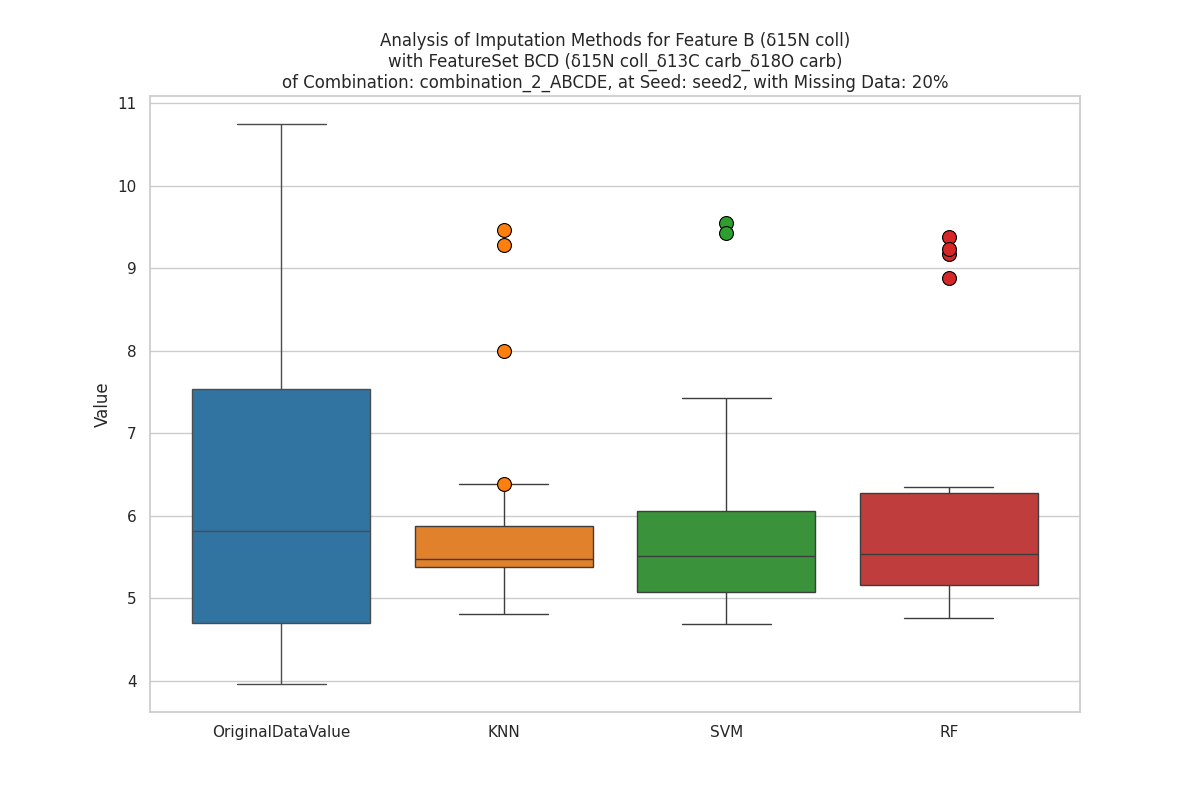 Analysis of Imputation Methods for Feature B (δ15N coll)
with FeatureSet BCD (δ15N coll_δ13C carb_δ18O carb)
of Combination: combination_2_ABCDE, at Seed: seed2, with Missing Data: 20%
11
10
9
8
7
6
5
4
Value
OriginalDataValue
KNN
SVM
RF